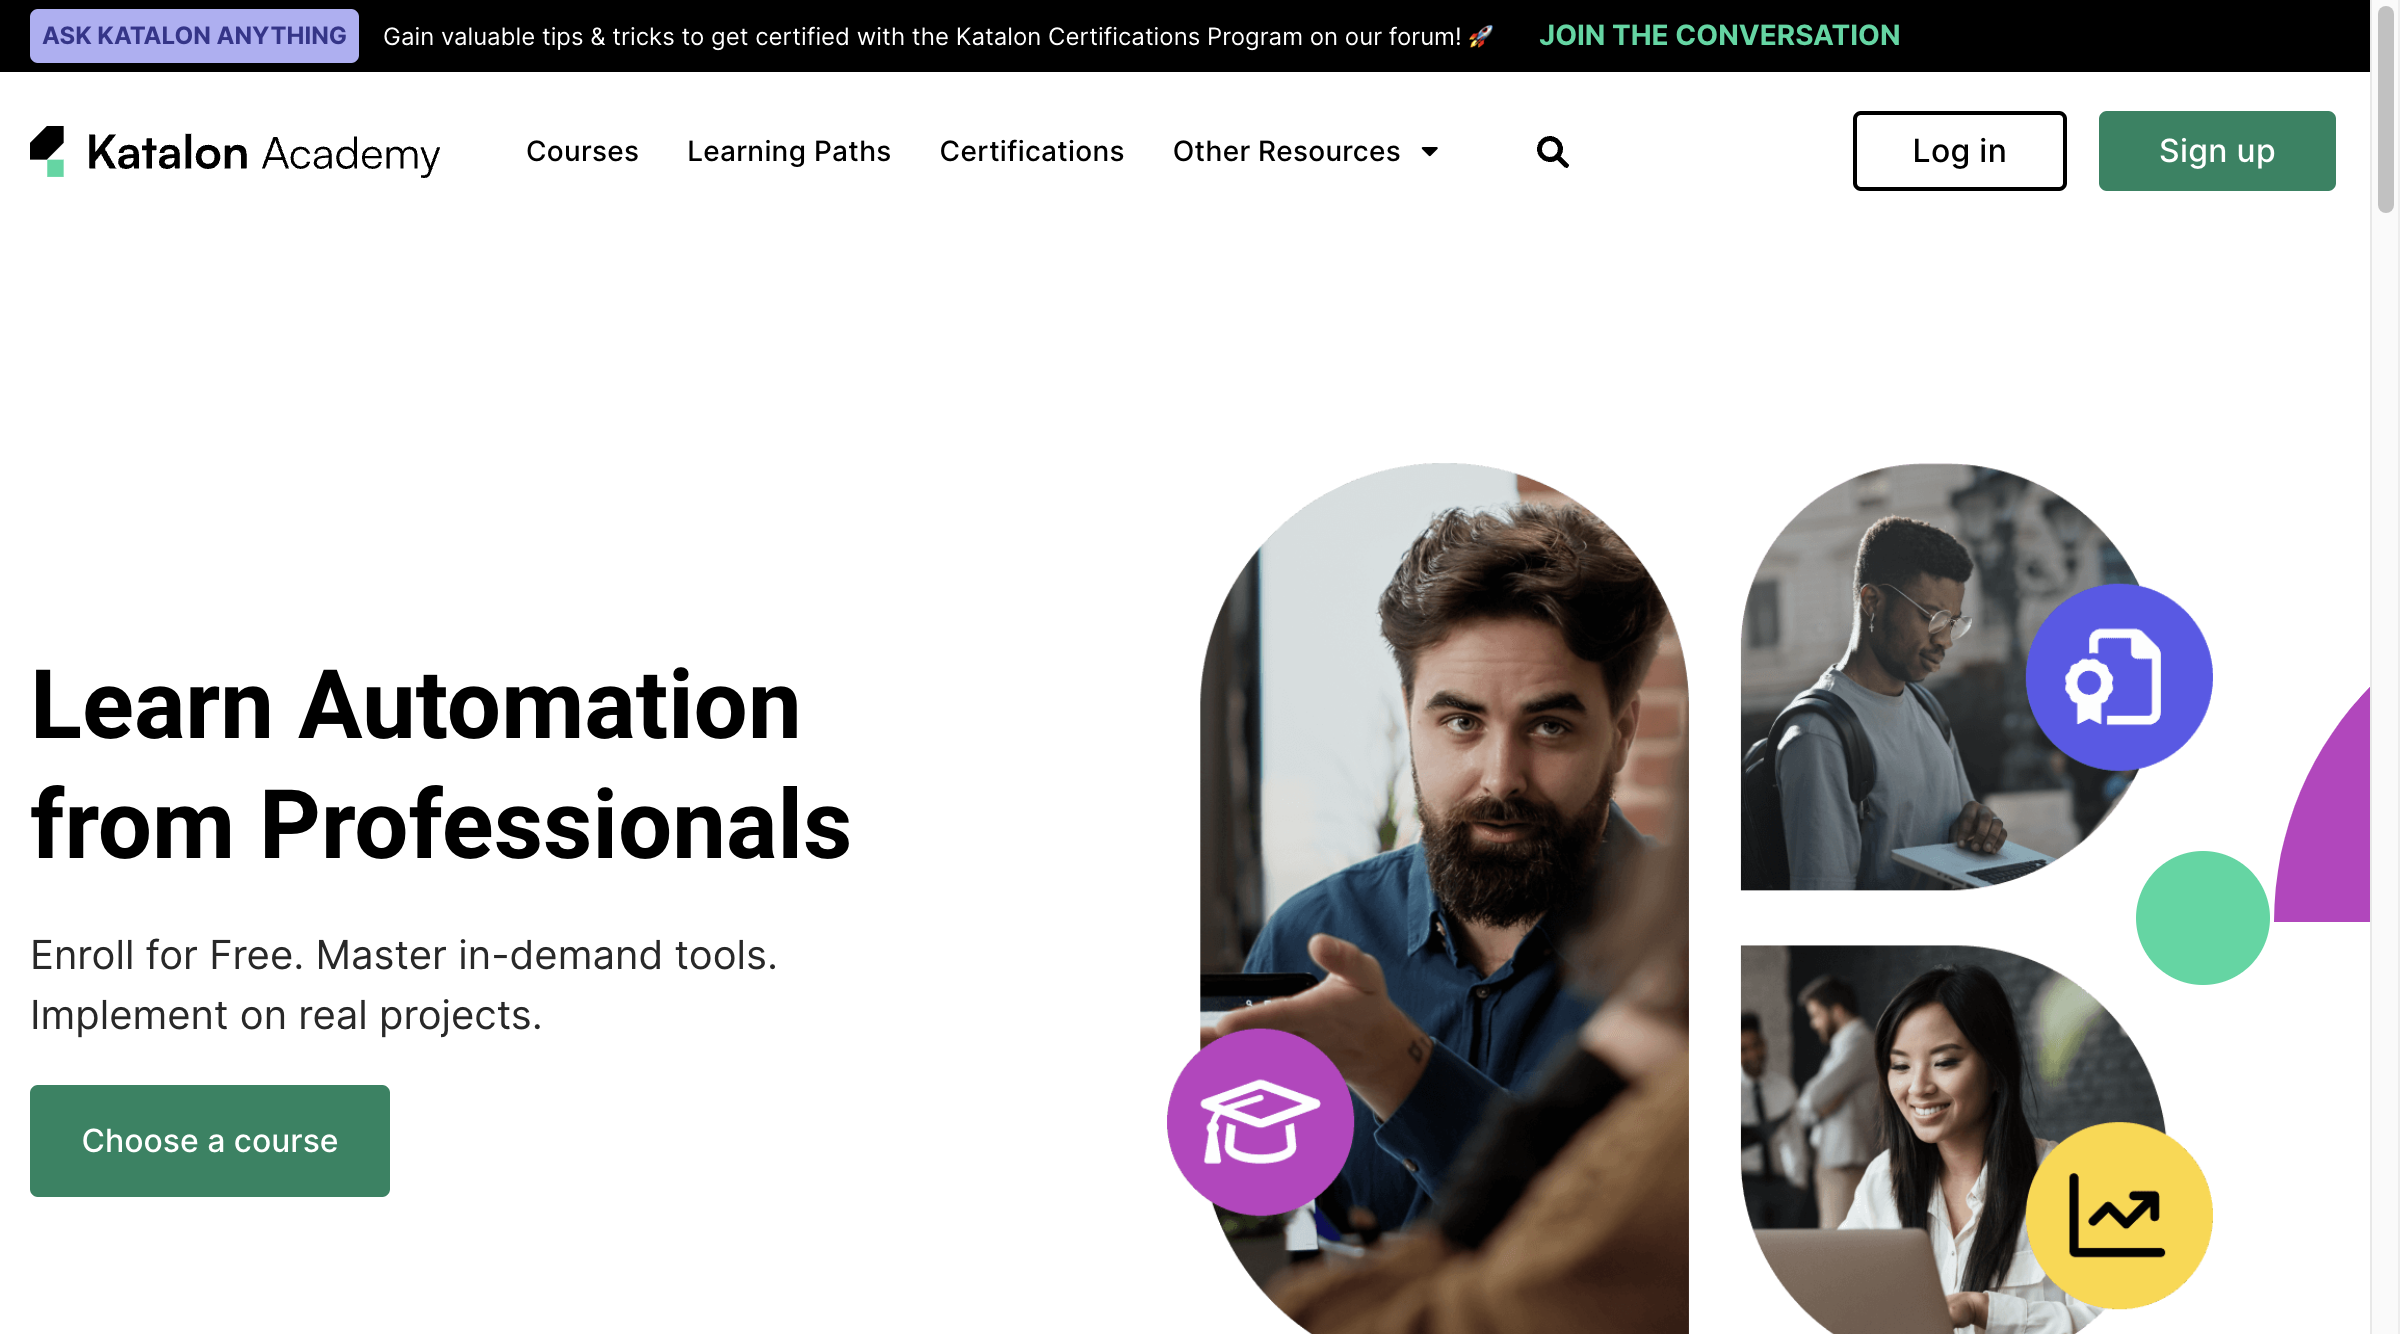 ASK KATALON ANYTHING Gain valuable tips & tricks to get certified with the Katalon Certifications Program on our forum! 🚀 JOIN THE CONVERSATION
Katalon Academy Courses Learning Paths Certifications Other Resources Log in Sign up
Learn Automation
from Professionals
Enroll for Free. Master in-demand tools.
Implement on real projects.
Choose a course